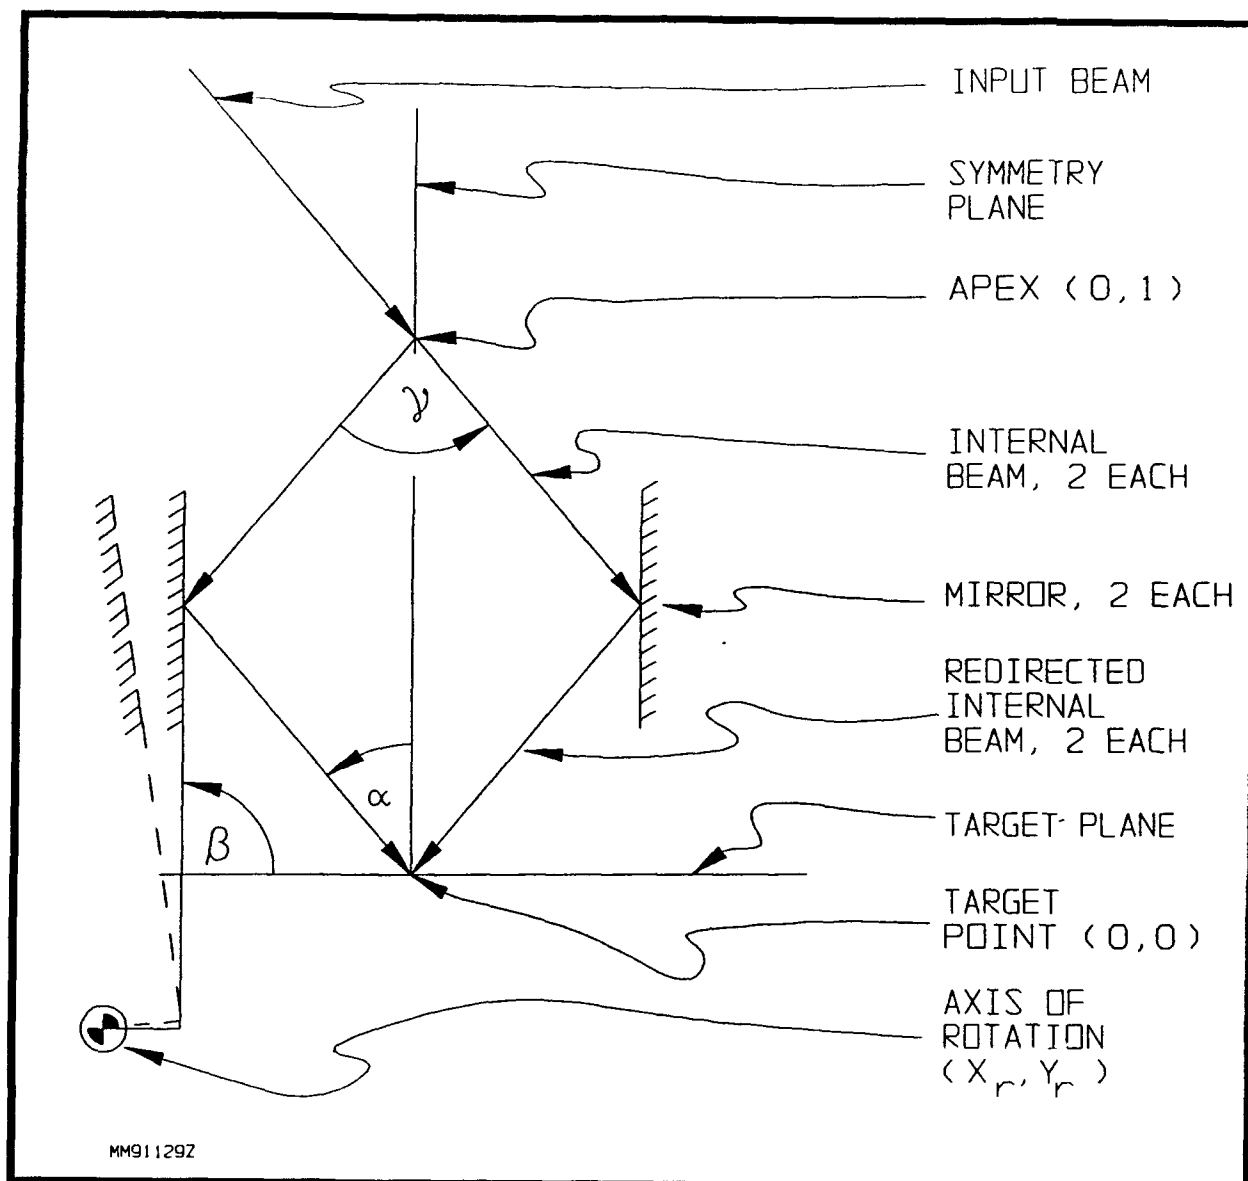 INPUT BEAM
SYMMETRY
PLANE
APEX (0,1)
γ
INTERNAL
BEAM, 2 EACH
MIRROR, 2 EACH
REDIRECTED
INTERNAL
BEAM, 2 EACH
α
β
TARGET PLANE
TARGET
POINT (0,0)
AXIS OF
ROTATION
(Xr, Yr)
MM91129Z